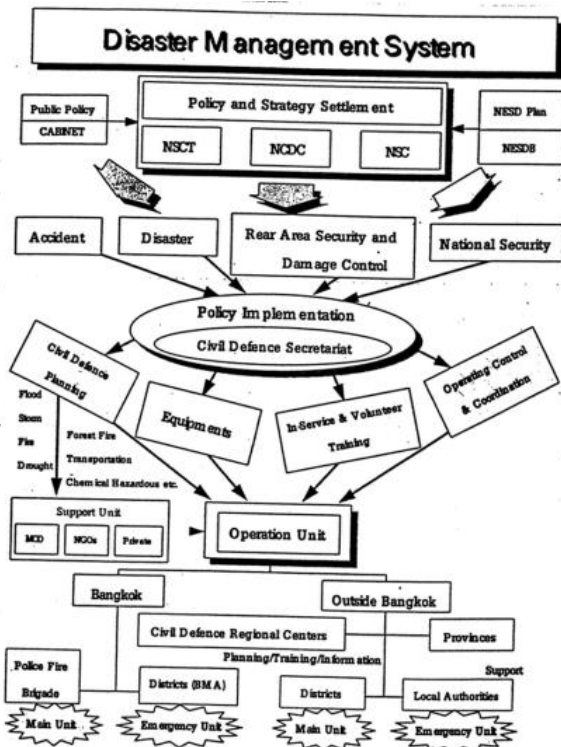 Disaster Management System
Policy and Strategy Settlement
Public Policy
CABINET
NSCT
NCDC
NSC
NESD Plan
NESDB
Accident
Disaster
Rear Area Security and
Damage Control
National Security
Policy Implementation
Civil Defence Secretariat
Civil Defence
Planning
Equipments
In-Service & Volunteer
Training
Operating Control
& Coordination
Flood
Storm
Fire
Drought
Forest Fire
Transportation
Chemical Hazardous etc.
Support Unit
MOD
NGOs
Private
Operation Unit
Bangkok
Outside Bangkok
Civil Defence Regional Centers
Provinces
Planning/Training/Information
Support
Police Fire
Brigade
Districts (BMA)
Districts
Local Authorities
Main Unit
Emergency Unit
Main Unit
Emergency Unit